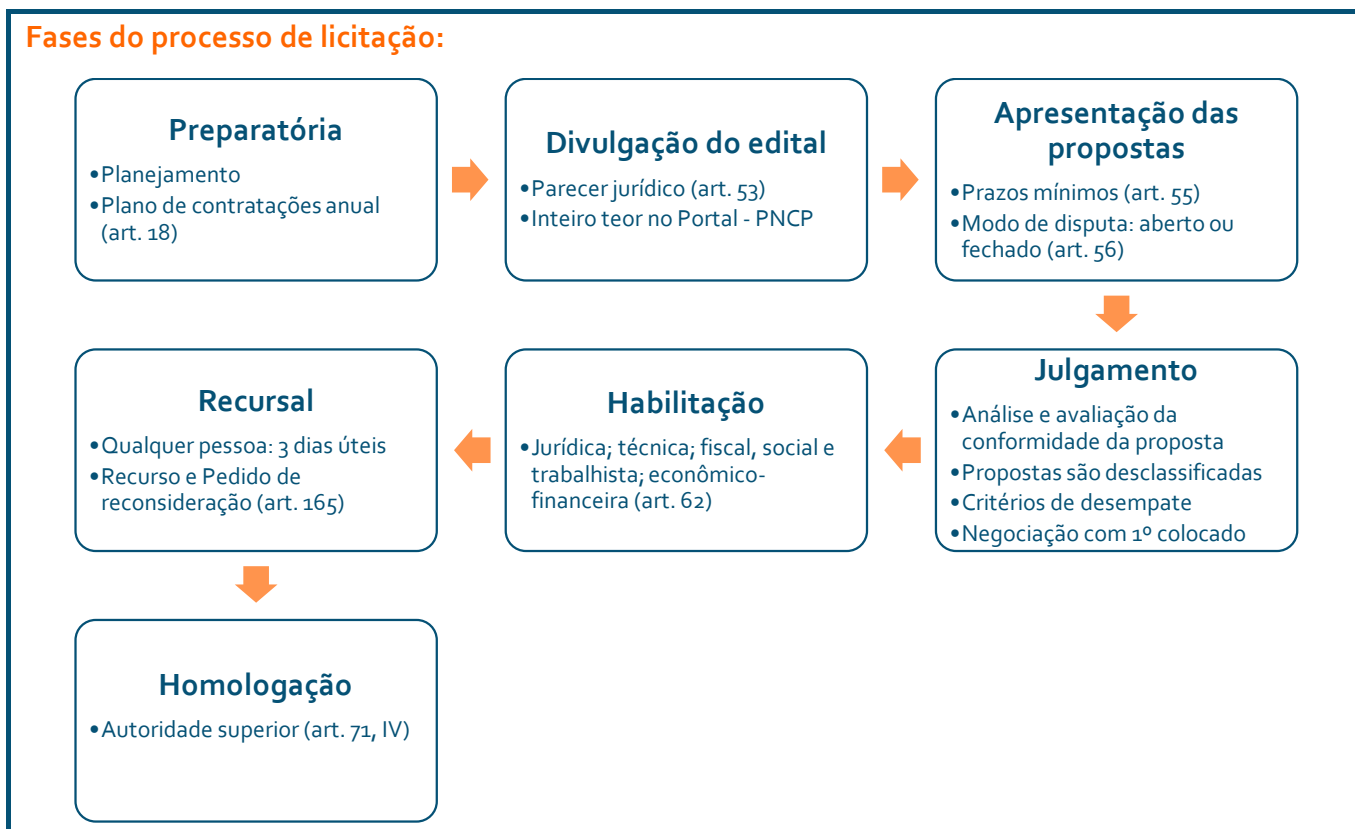 Fases do processo de licitação:
Preparatória
•Planejamento
•Plano de contratações anual
(art. 18)
Divulgação do edital
•Parecer jurídico (art. 53)
•Inteiro teor no Portal - PNCP
Apresentação das
propostas
•Prazos mínimos (art. 55)
•Modo de disputa: aberto ou
fechado (art. 56)
Julgamento
•Análise e avaliação da
conformidade da proposta
•Propostas são desclassificadas
•Critérios de desempate
•Negociação com 1º colocado
Habilitação
•Jurídica; técnica; fiscal, social e
trabalhista; econômico-
financeira (art. 62)
Recursal
•Qualquer pessoa: 3 dias úteis
•Recurso e Pedido de
reconsideração (art. 165)
Homologação
•Autoridade superior (art. 71, IV)